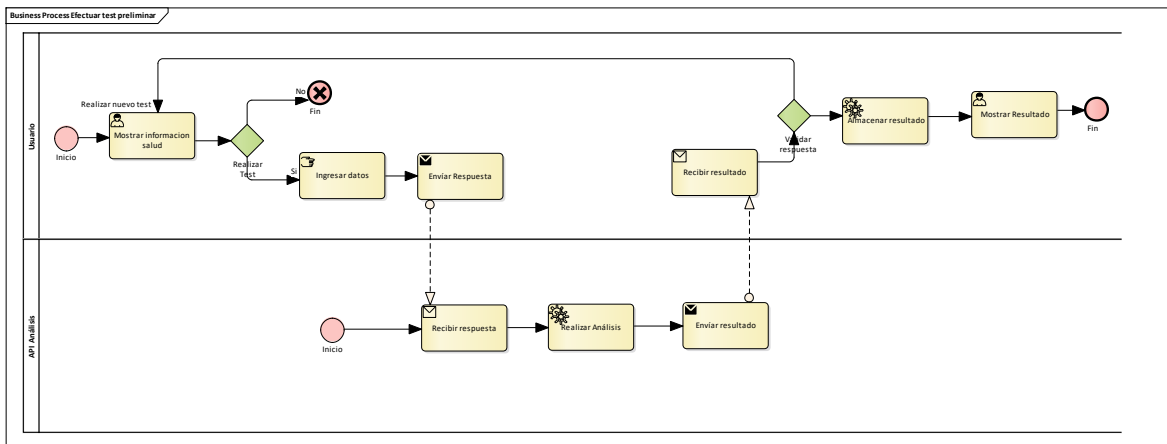 Business Process Efectuar test preliminar
Usuario
Inicio
Realizar nuevo test
Mostrar informacion
salud
Realizar
Test
No
Fin
Si
Ingresar datos
Envíar Respuesta
Recibir resultado
Validar
respuesta
Almacenar resultado
Mostrar Resultado
Fin
API Análisis
Inicio
Recibir respuesta
Realizar Análisis
Envíar resultado